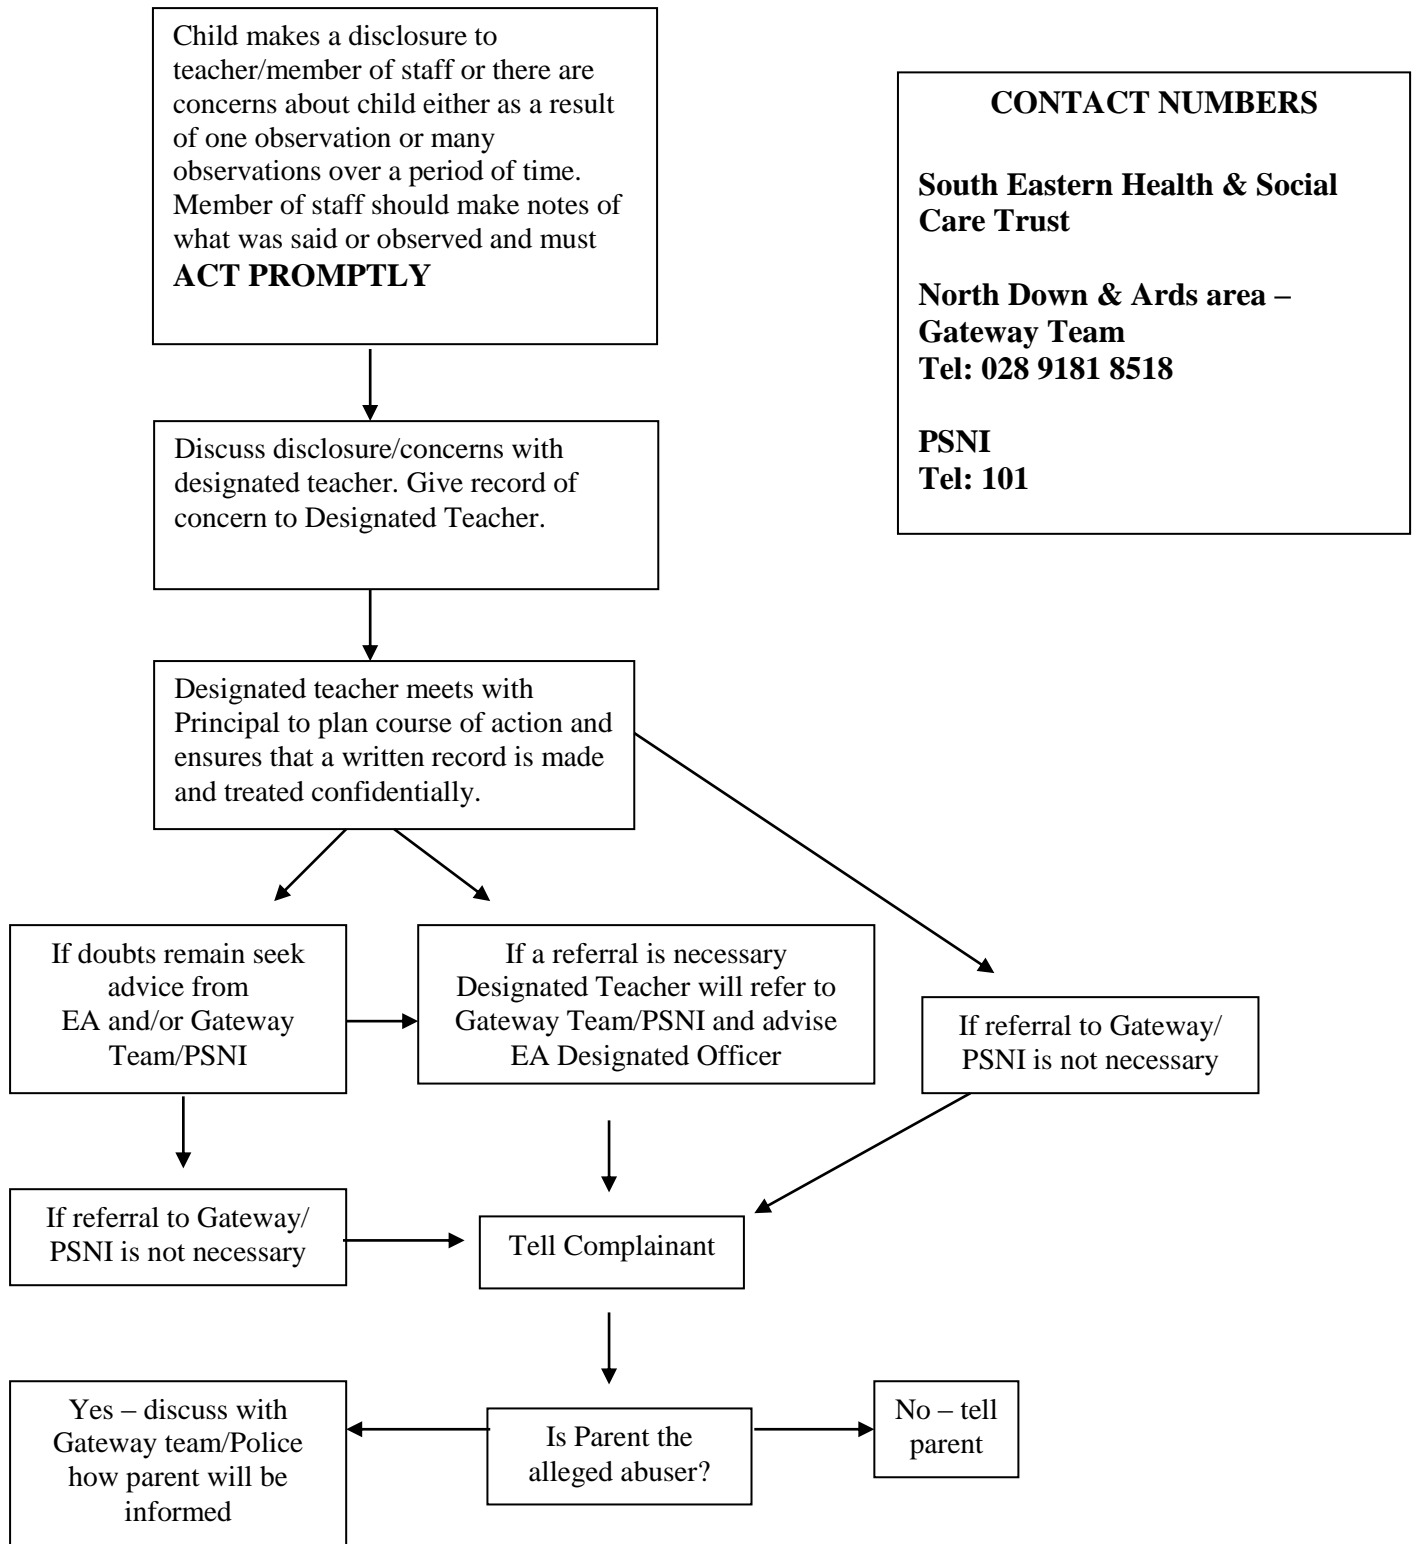 Child makes a disclosure to
teacher/member of staff or there are
concerns about child either as a result
of one observation or many
observations over a period of time.
Member of staff should make notes of
what was said or observed and must
ACT PROMPTLY
CONTACT NUMBERS
South Eastern Health & Social
Care Trust
North Down & Ards area –
Gateway Team
Tel: 028 9181 8518
PSNI
Tel: 101
Discuss disclosure/concerns with
designated teacher. Give record of
concern to Designated Teacher.
Designated teacher meets with
Principal to plan course of action and
ensures that a written record is made
and treated confidentially.
If doubts remain seek
advice from
EA and/or Gateway
Team/PSNI
If a referral is necessary
Designated Teacher will refer to
Gateway Team/PSNI and advise
EA Designated Officer
If referral to Gateway/
PSNI is not necessary
If referral to Gateway/
PSNI is not necessary
Tell Complainant
Yes – discuss with
Gateway team/Police
how parent will be
informed
Is Parent the
alleged abuser?
No – tell
parent